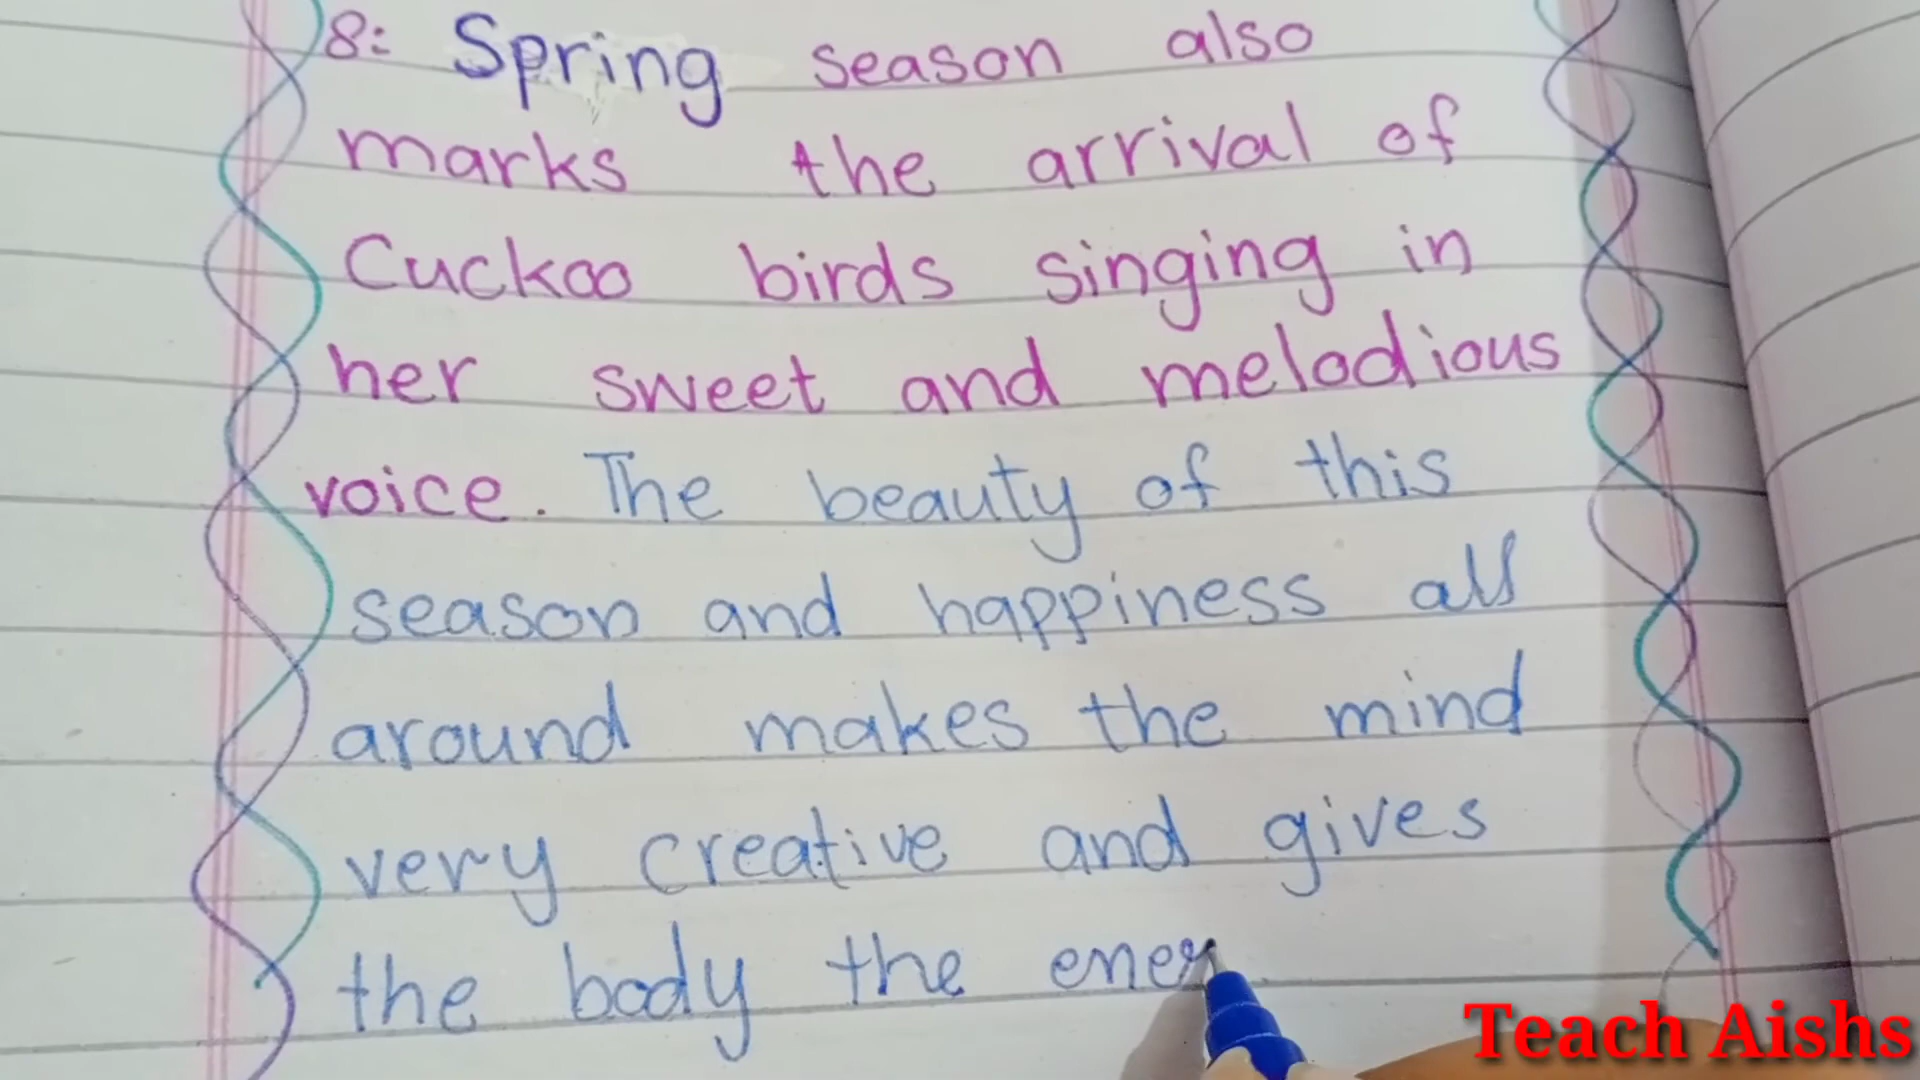 8: Spring season also
marks the arrival of
Cuckoo birds singing in
her sweet and melodious
voice. The beauty of this
season and happiness all
around makes the mind
very creative and gives
the body the ener
Teach Aishs